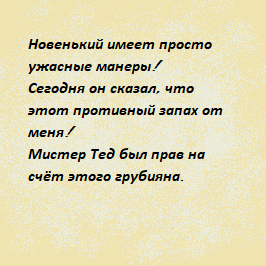 Новенький имеет просто
ужасные манеры!
Сегодня он сказал, что
этот противный запах от
меня!
Мистер Тед был прав на
счёт этого грубияна.